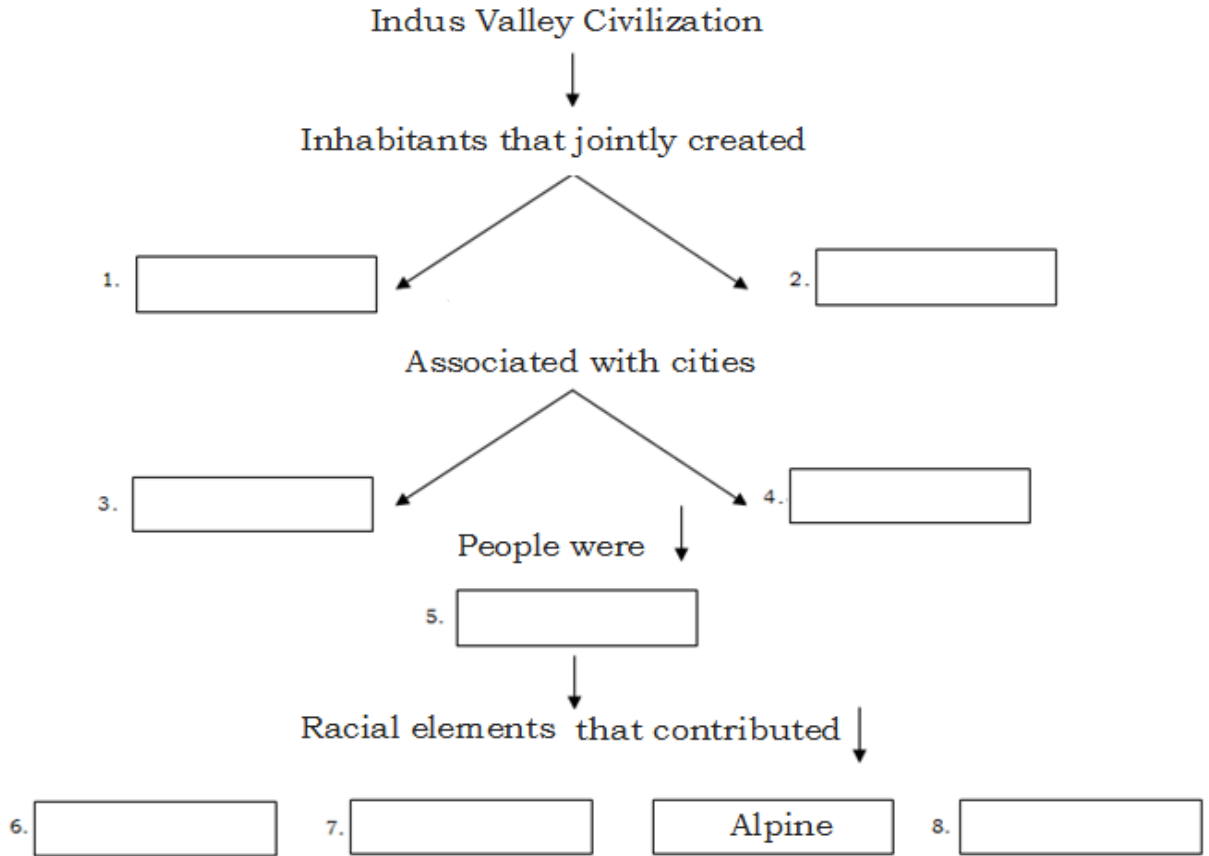 Indus Valley Civilization
Inhabitants that jointly created
1.
2.
Associated with cities
3.
4.
People were
5.
Racial elements that contributed
6.
7.
Alpine
8.